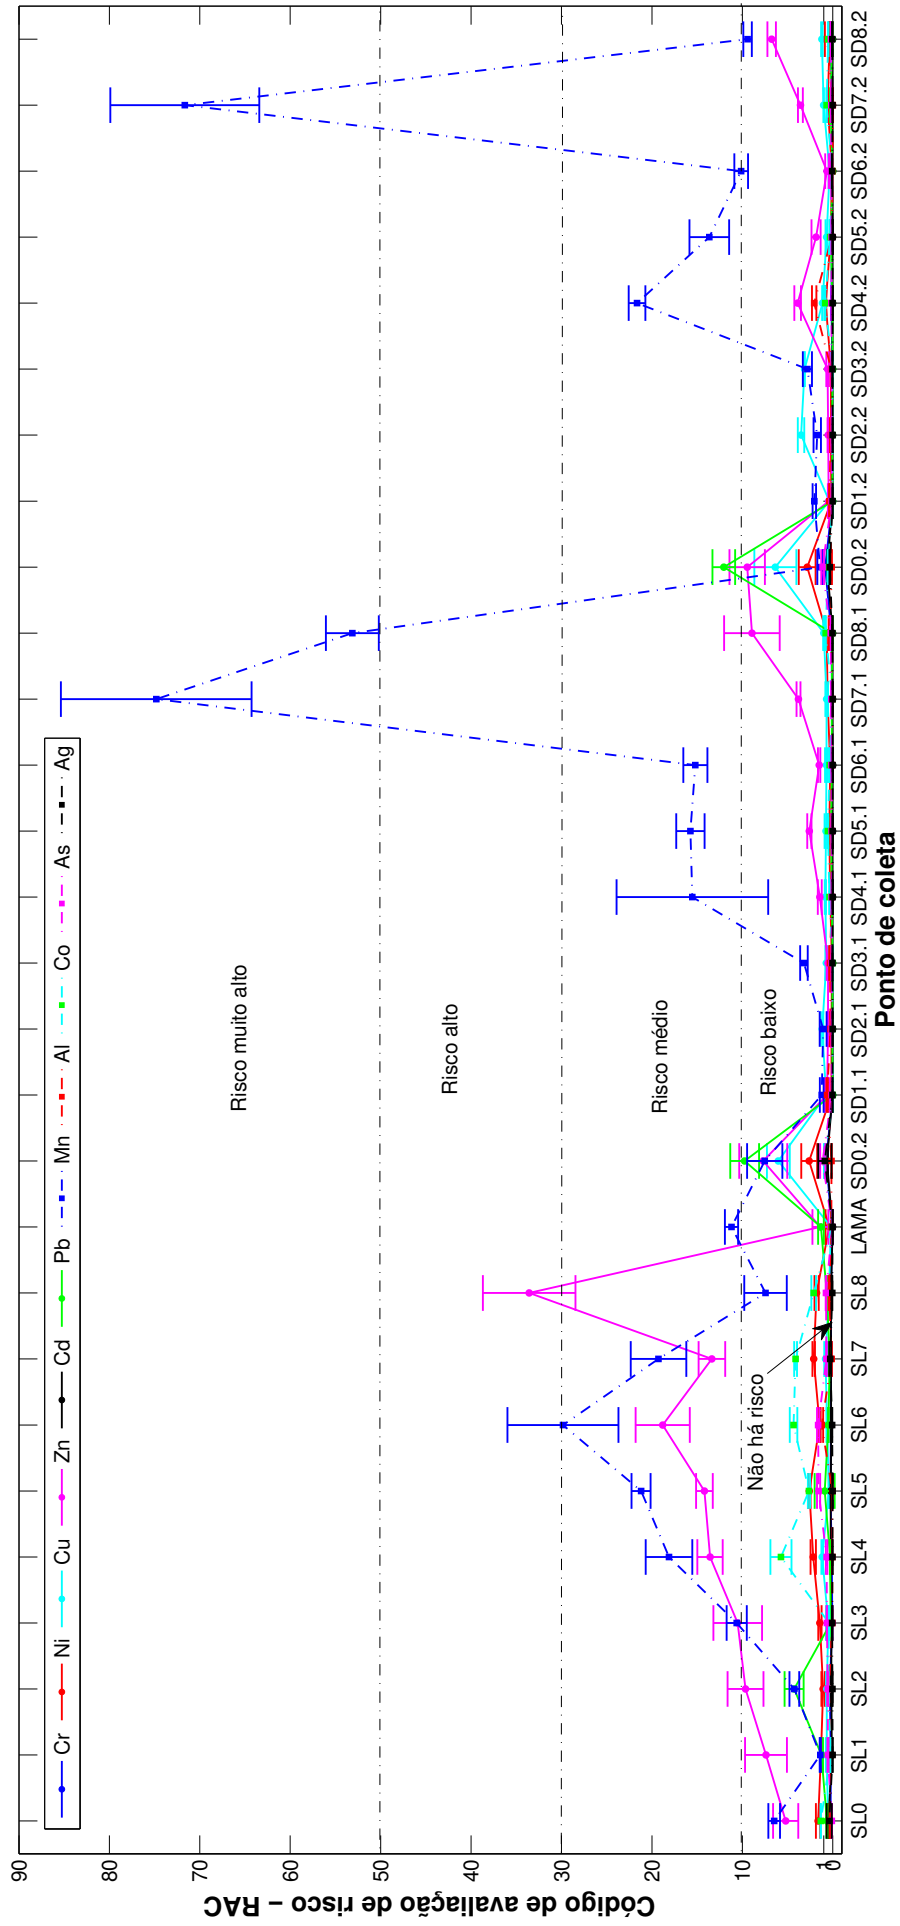 Cr Ni Cu Zn Cd Pb Mn Al Co As Ag
Código de avaliação de risco – RAC
90
80
70
60
50
40
30
20
10
1
0
Risco muito alto
Risco alto
Risco médio
Risco baixo
Não há risco
SL0 SL1 SL2 SL3 SL4 SL5 SL6 SL7 SL8 LAMA SD0.2 SD1.1 SD2.1 SD3.1 SD4.1 SD5.1 SD6.1 SD7.1 SD8.1 SD0.2 SD1.2 SD2.2 SD3.2 SD4.2 SD5.2 SD6.2 SD7.2 SD8.2
Ponto de coleta